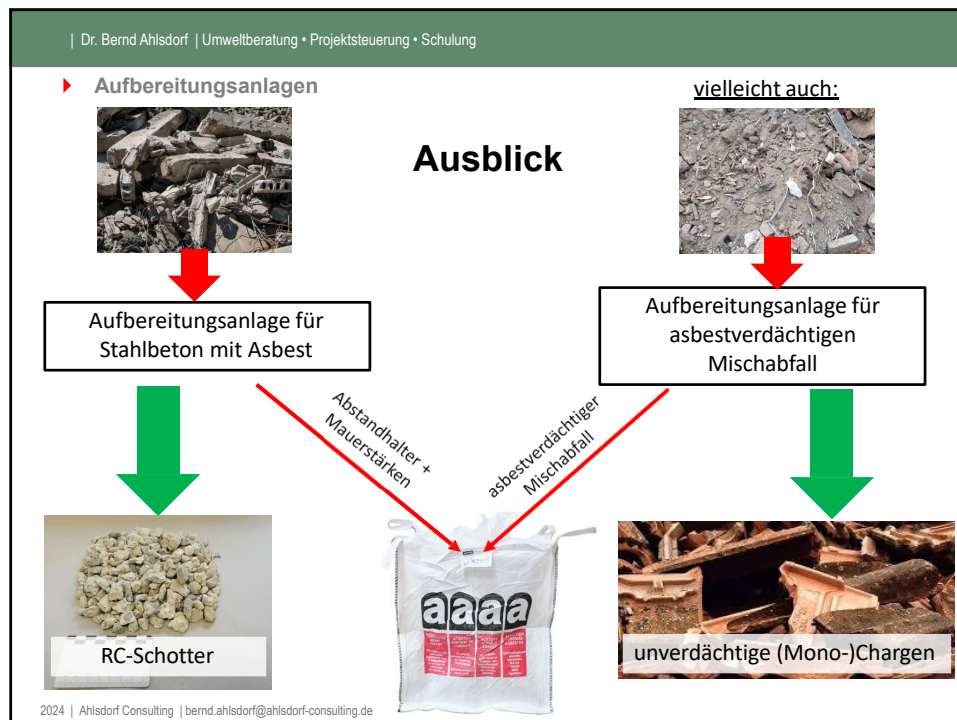 | Dr. Bernd Ahlsdorf | Umweltberatung • Projektsteuerung • Schulung
Aufbereitungsanlagen
vielleicht auch:
Ausblick
Aufbereitungsanlage für
Stahlbeton mit Asbest
Aufbereitungsanlage für
asbestverdächtigen
Mischabfall
Abstandhalter +
Mauerstärken
asbestverdächtiger
Mischabfall
aaaa
RC-Schotter
unverdächtige (Mono-)Chargen
2024 | Ahlsdorf Consulting | bernd.ahlsdorf@ahlsdorf-consulting.de